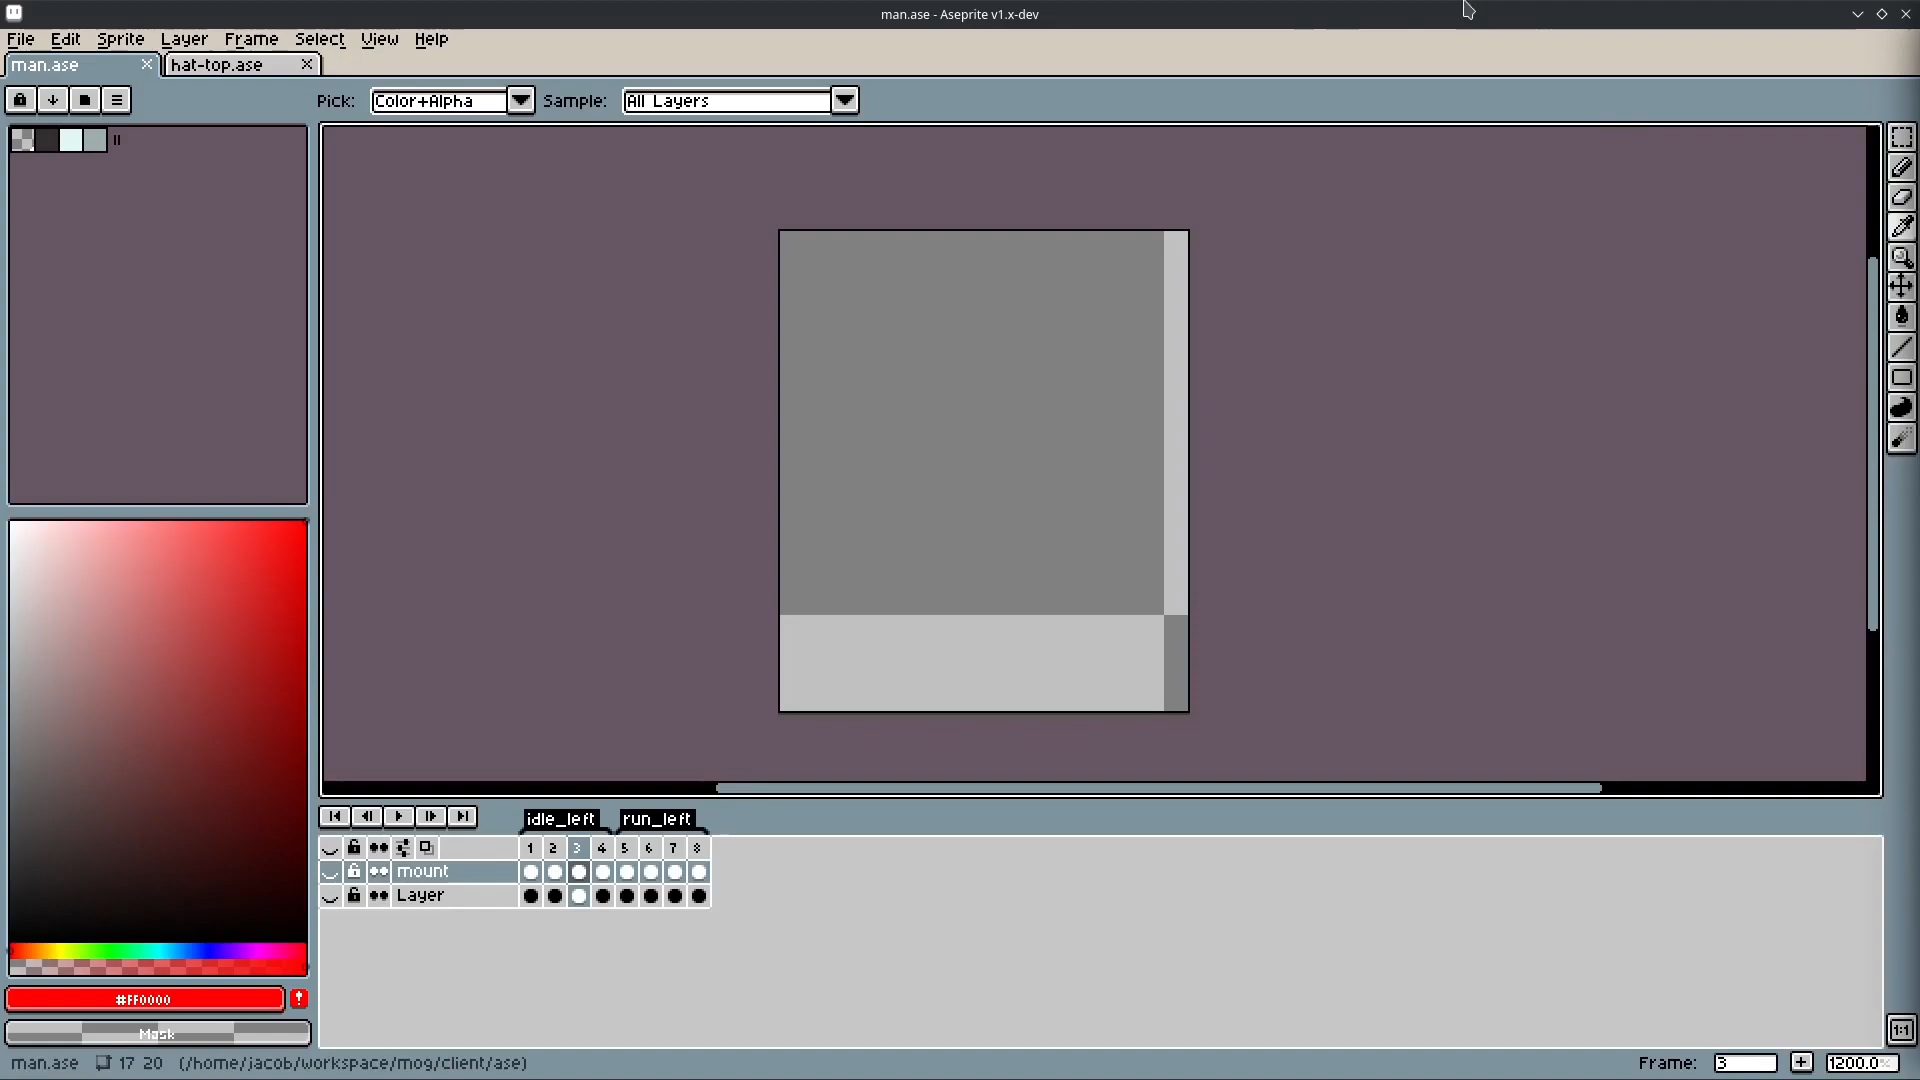 man.ase - Aseprite v1.x-dev
File Edit Sprite Layer Frame Select View Help
man.ase hat-top.ase
Pick: Color+Alpha Sample: All Layers
idle_left run_left
1 2 3 4 5 6 7 8
mount
Layer
#FF0000
Mask
man.ase 17 20 (/home/jacob/workspace/mog/client/ase) Frame: 3 + 1200.0%
1:1